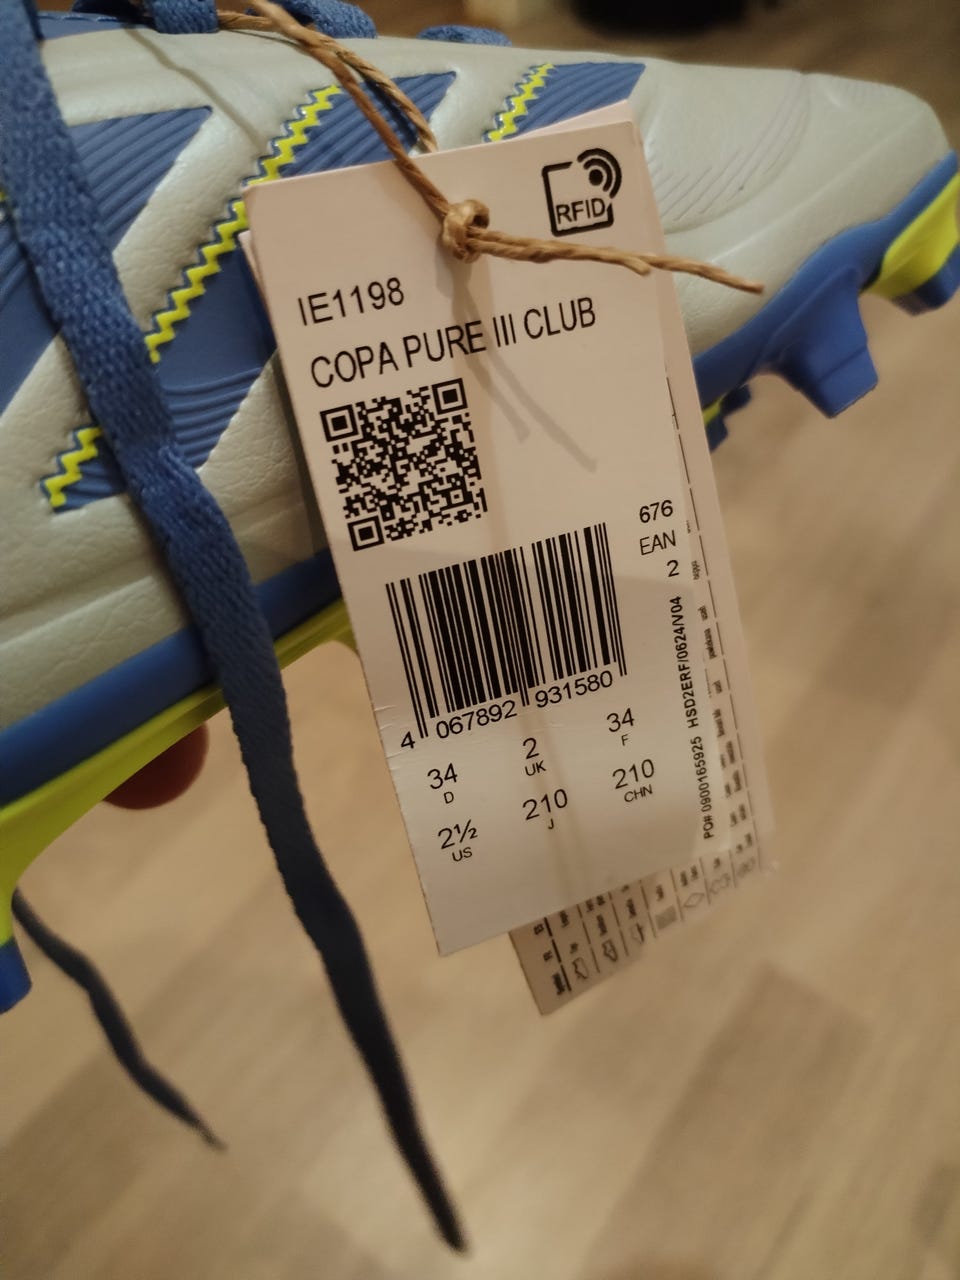 RFID
IE1198
COPA PURE III CLUB
676
EAN
2
4 067892 931580
34
D
2
UK
34
F
2½
US
210
J
210
CHN
PO# 0900165925 HSD2ERF/0624/V04